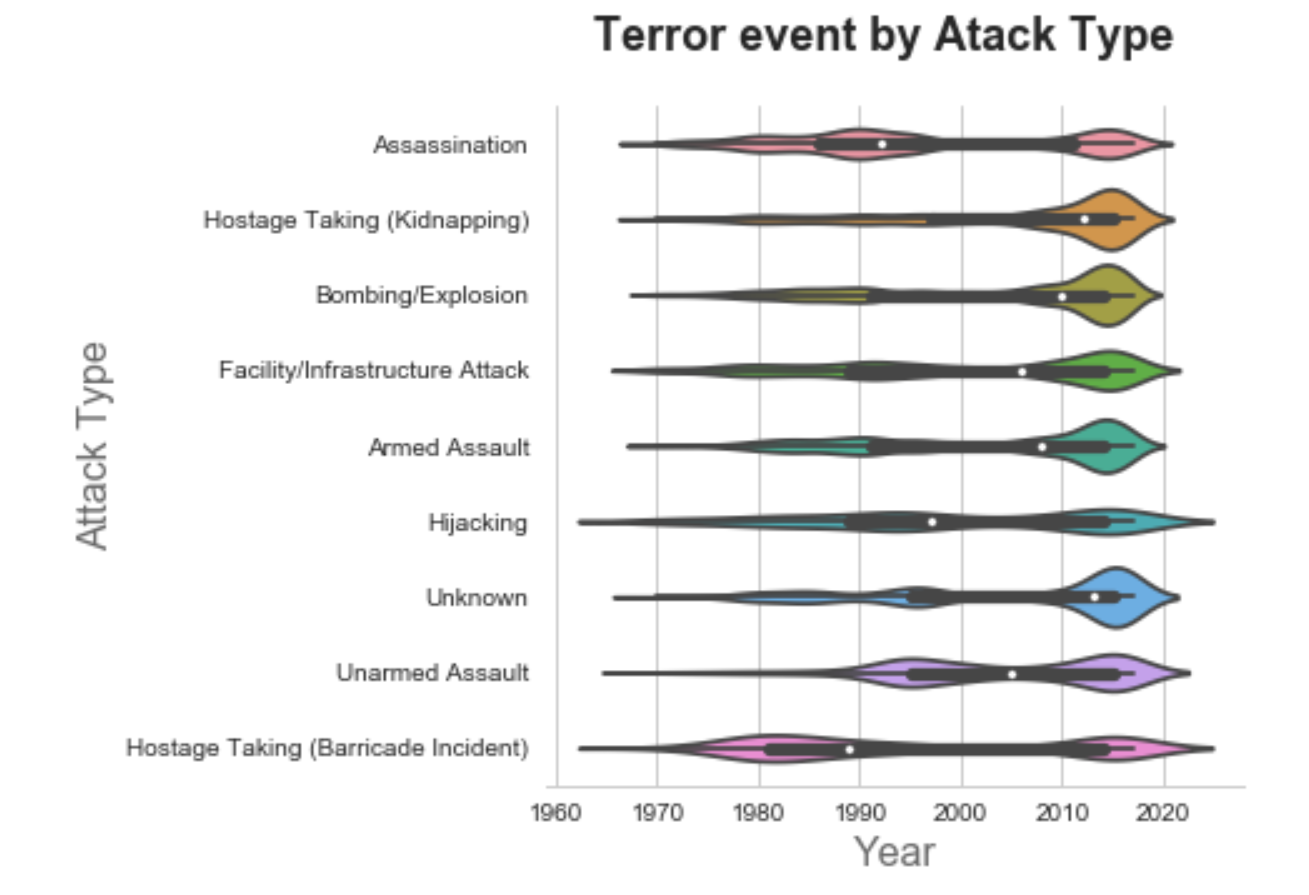 Terror event by Atack Type
Assassination
Hostage Taking (Kidnapping)
Bombing/Explosion
Facility/Infrastructure Attack
Armed Assault
Hijacking
Unknown
Unarmed Assault
Hostage Taking (Barricade Incident)
Attack Type
1960 1970 1980 1990 2000 2010 2020
Year